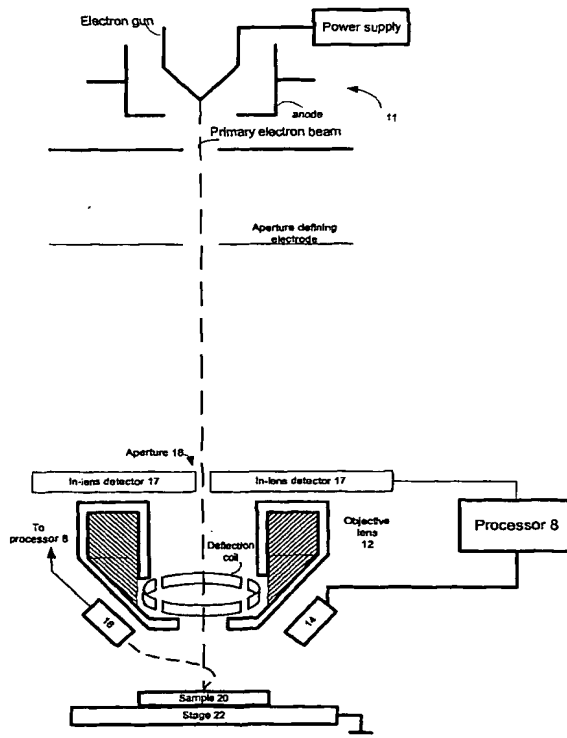 Electron gun
Power supply
anode
11
Primary electron beam
Aperture defining
electrode
Aperture 18
In-lens detector 17
In-lens detector 17
To
processor 8
Objective
lens
12
Processor 8
Deflection
coil
16
14
Sample 20
Stage 22